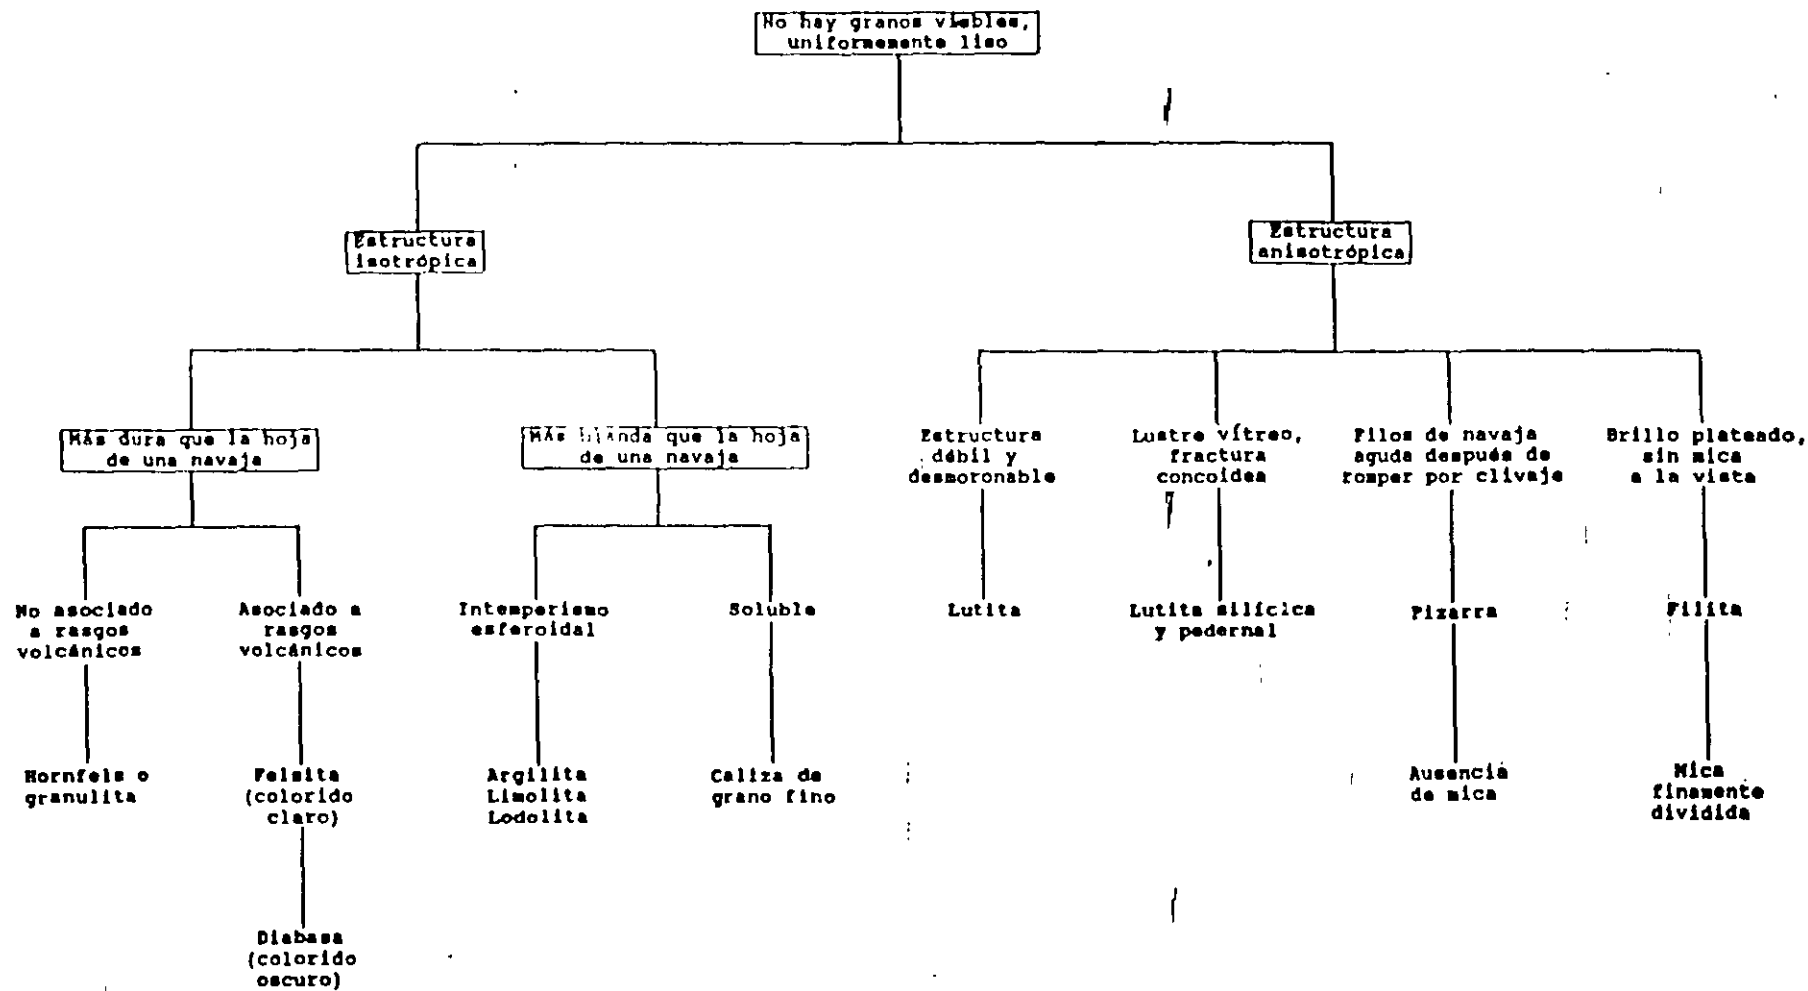 No hay granos visbles,
uniformemente liso
Estructura
isotrópica
Estructura
anisotrópica
Más dura que la hoja
de una navaja
Más blanda que la hoja
de una navaja
Estructura
débil y
desmoronable
Lustre vítreo,
fractura
concoidea
Filos de navaja
aguda después de
romper por clivaje
Brillo plateado,
sin mica
a la vista
No asociado
a rasgos
volcánicos
Asociado a
rasgos
volcánicos
Intemperismo
esferoidal
Soluble
Lutita
Lutita silícica
y pedernal
Pizarra
Filita
Hornfels o
granulita
Felsita
(colorido
claro)
Argilita
Limolita
Lodolita
Caliza de
grano fino
Ausencia
de mica
Mica
finamente
dividida
Diabasa
(colorido
oscuro)